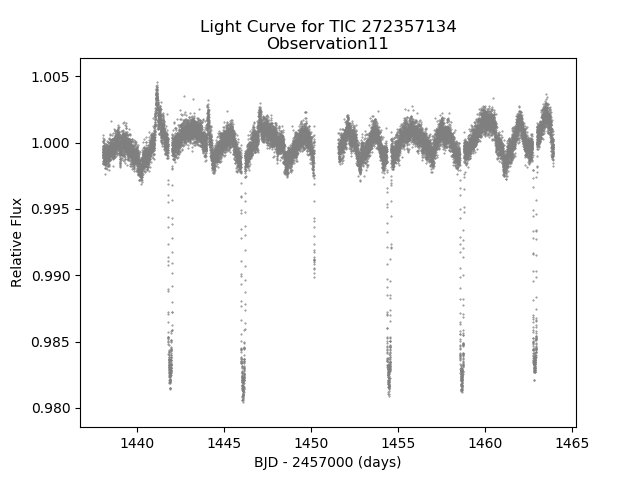 Light Curve for TIC 272357134
Observation11
1.005
1.000
0.995
0.990
0.985
0.980
Relative Flux
1440 1445 1450 1455 1460 1465
BJD - 2457000 (days)